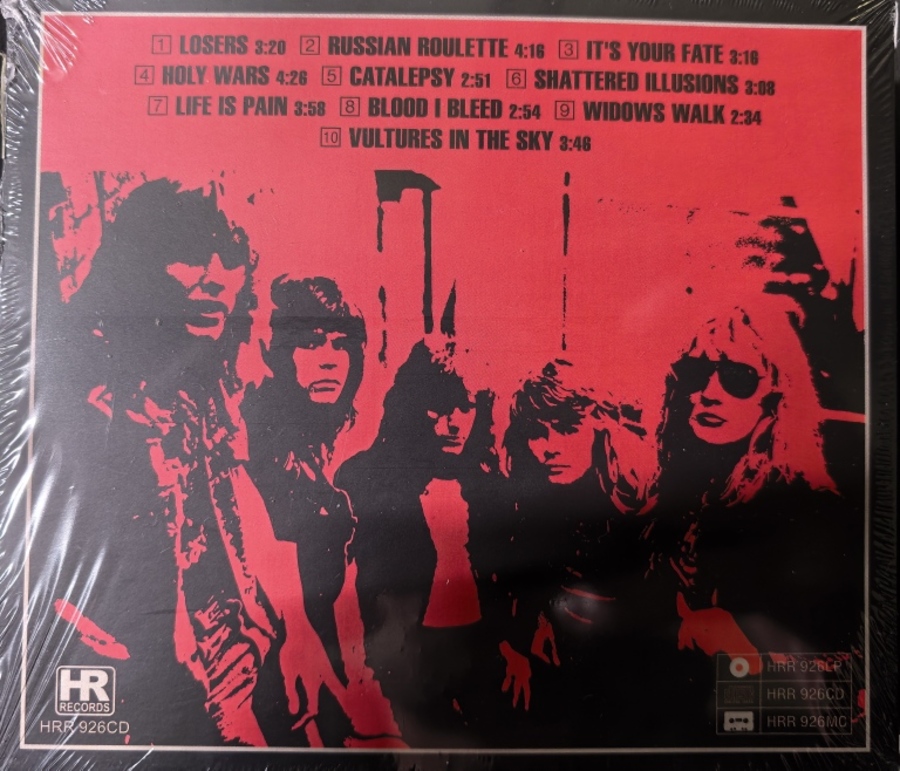 1 LOSERS 3:20 2 RUSSIAN ROULETTE 4:16 3 IT'S YOUR FATE 3:16
4 HOLY WARS 4:26 5 CATALEPSY 2:51 6 SHATTERED ILLUSIONS 3:08
7 LIFE IS PAIN 3:58 8 BLOOD I BLEED 2:54 9 WIDOWS WALK 2:34
10 VULTURES IN THE SKY 3:46
HR
RECORDS
HRR 926CD
HRR 926LP
HRR 926CD
HRR 926MC